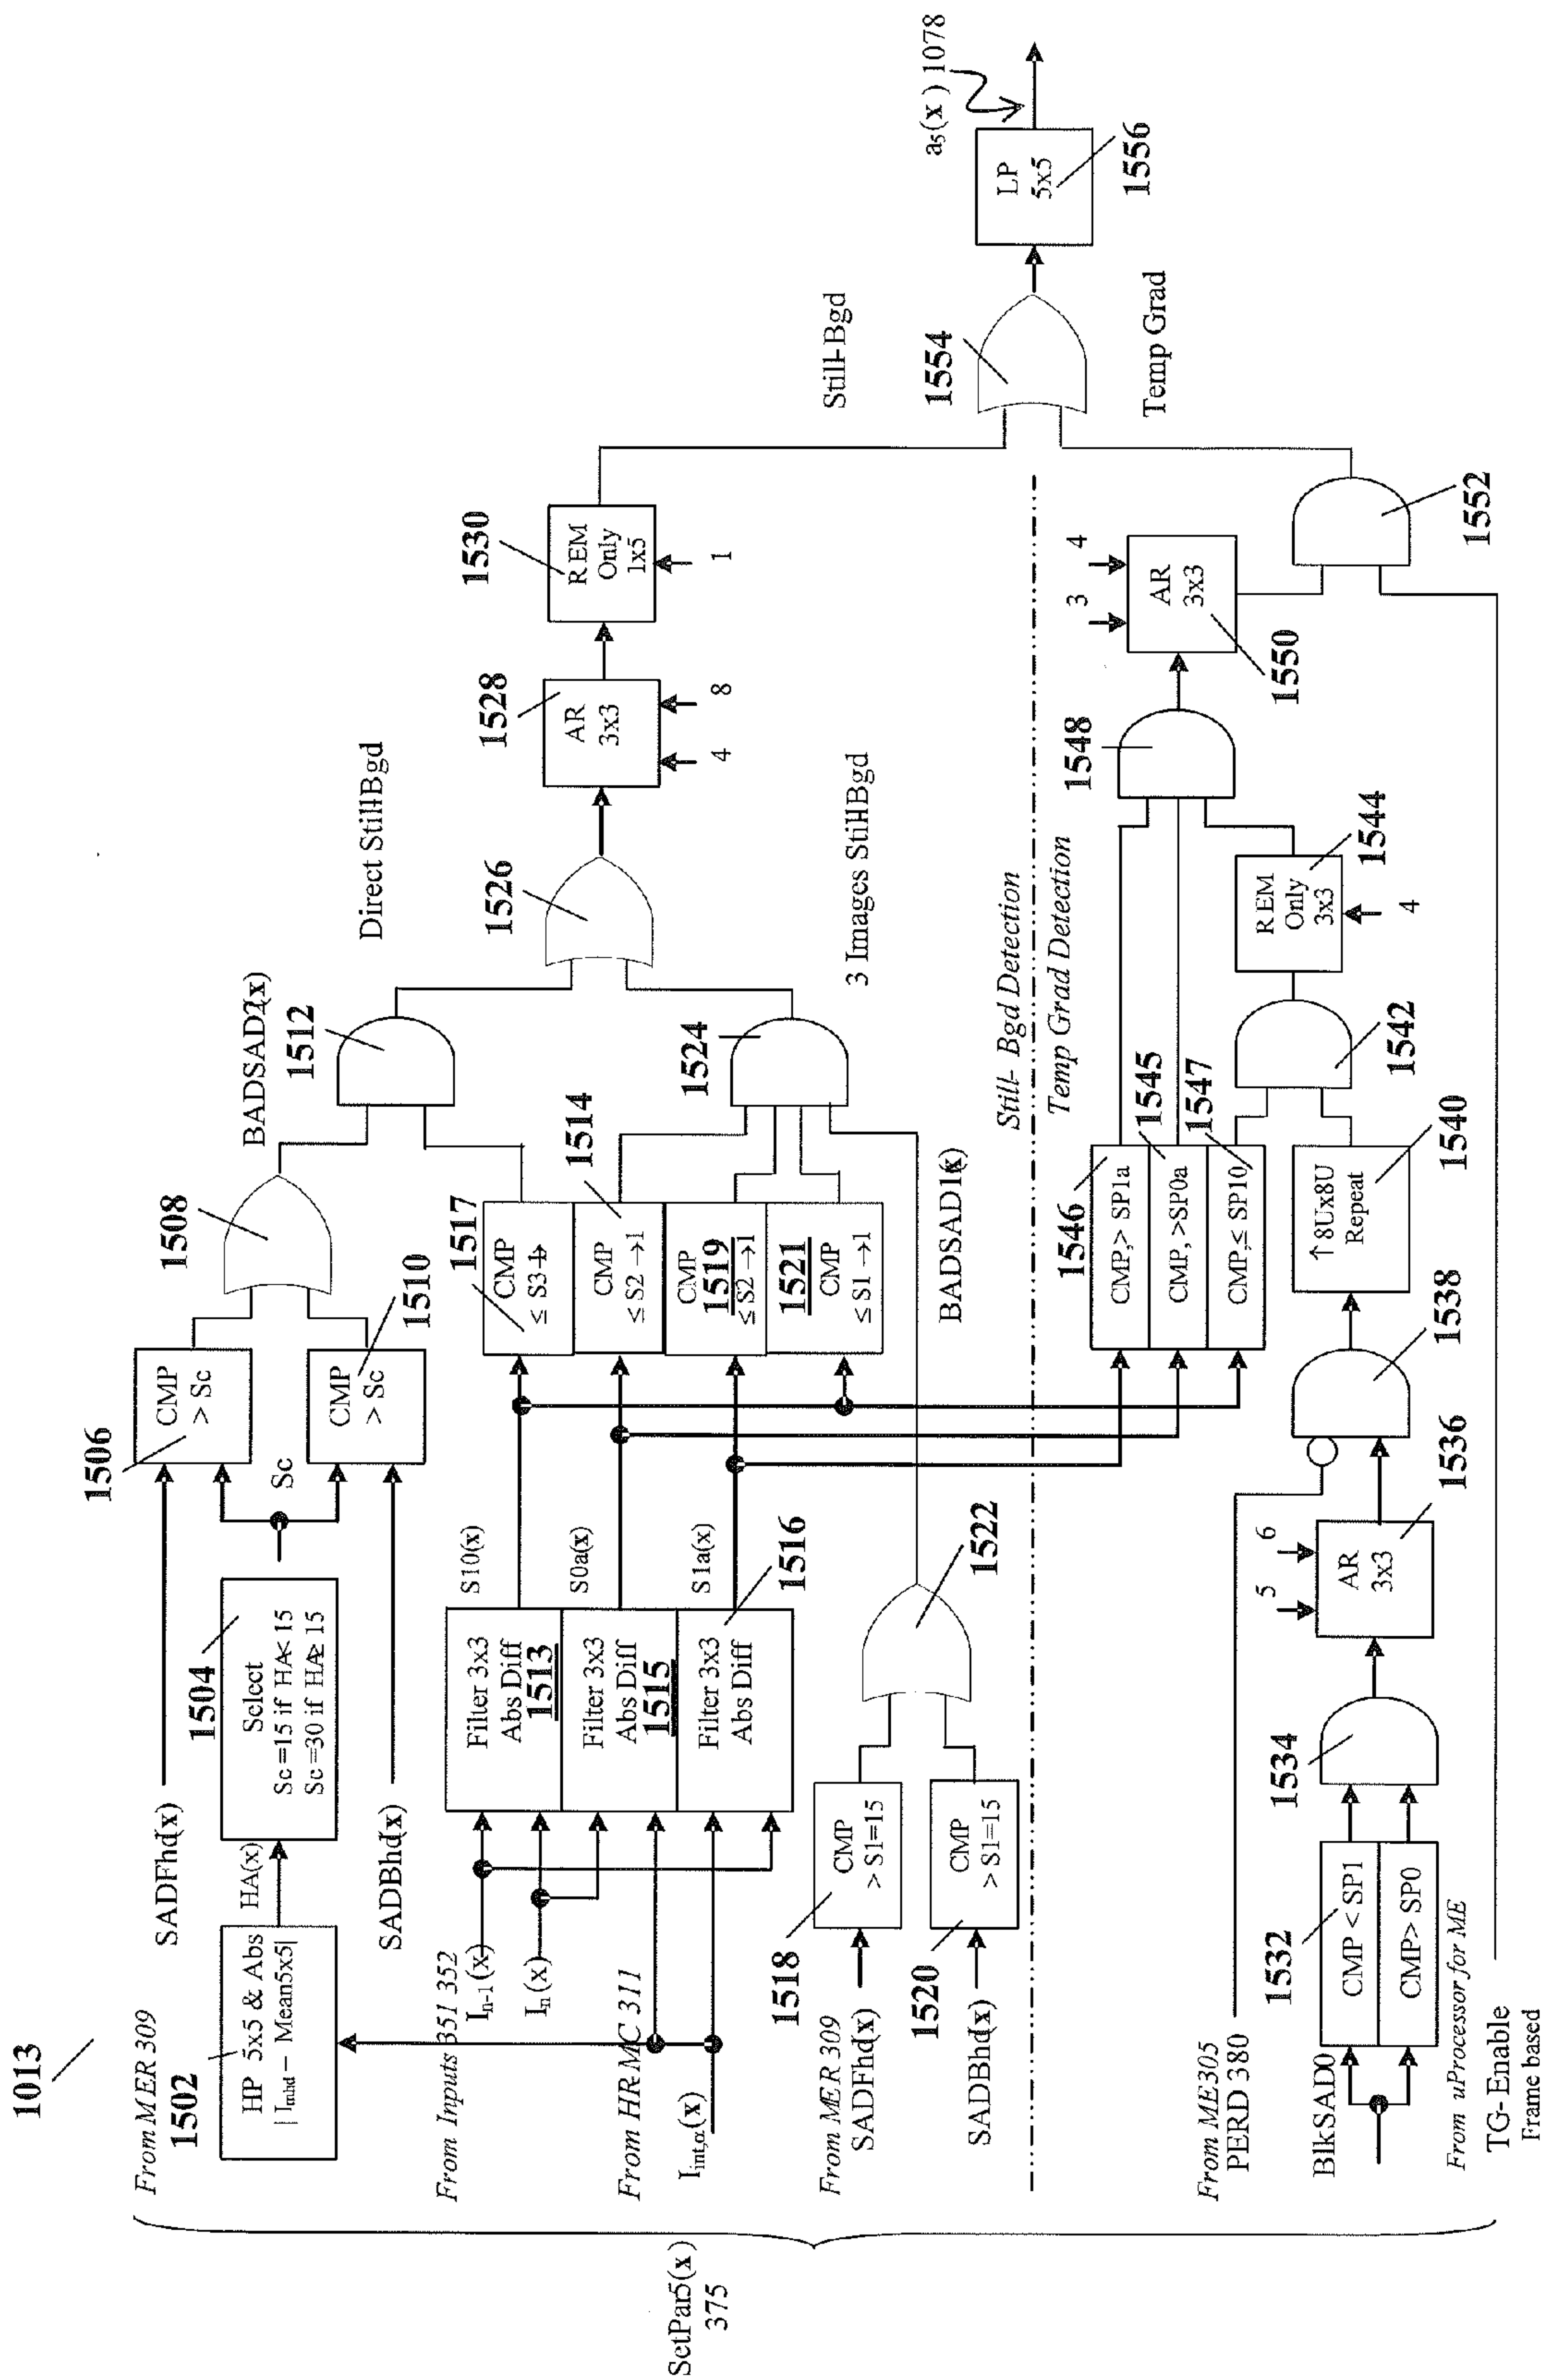 1013
SetPar5(x)
375
From MER 309
1502
HP 5x5 & Abs
| Imhd – Mean5x5|
HA(x)
1504
Select
Sc =15 if HA< 15
Sc =30 if HA≥ 15
SADFhd(x)
SADBhd(x)
Sc
1506
CMP
> Sc
1510
CMP
> Sc
1508
BADSAD2(x)
1512
Direct Still-Bgd
From Inputs 351 352
In-1(x)
In(x)
From HRMC 311
Iint,α(x)
Filter 3x3
Abs Diff
1513
Filter 3x3
Abs Diff
1515
Filter 3x3
Abs Diff
1516
S10(x)
S0a(x)
S1a(x)
1517
CMP
≤ S3→1
1514
CMP
≤ S2 →1
CMP
1519
≤ S2 →1
1521
CMP
≤ S1 →1
1524
3 Images Still-Bgd
1526
1528
AR
3x3
4
8
1530
REM
Only
1x5
1
Still-Bgd
From MER 309
SADFhd(x)
1518
CMP
> S1=15
SADBhd(x)
1520
CMP
> S1=15
1522
BADSAD1(x)
Still- Bgd Detection
Temp Grad Detection
1546
CMP,> SP1a
1545
CMP, >SP0a
1547
CMP,≤ SP10
From ME305
PERD 380
BlkSAD0
1532
CMP < SP1
CMP> SP0
1534
5
6
AR
3x3
1536
1538
↑8Ux8U
Repeat
1540
1542
REM
Only
3x3
1544
4
1548
3
4
AR
3x3
1550
1552
From uProcessor for ME
TG- Enable
Frame based
Temp Grad
1554
LP
5x5
1556
a5(x) 1078